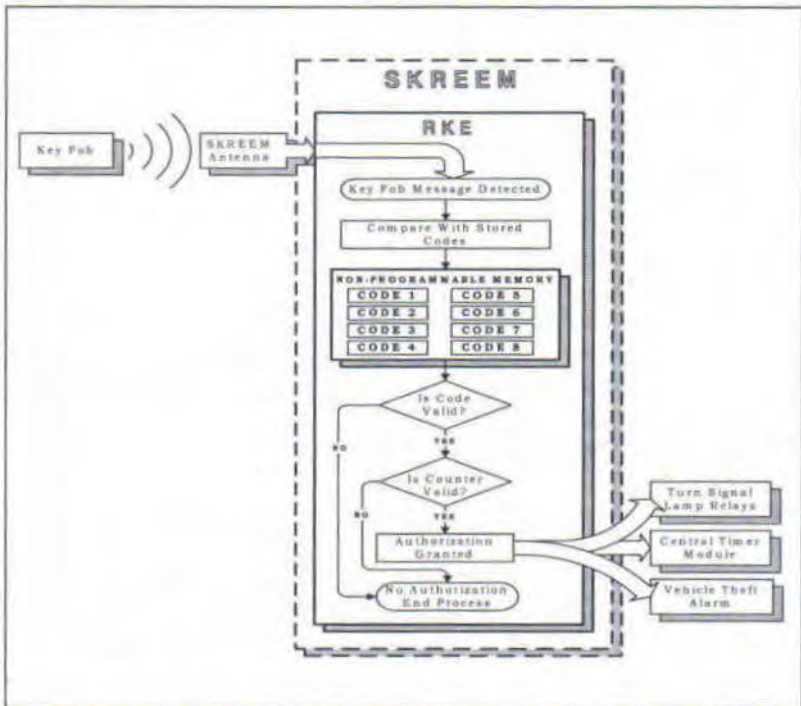 SKREEM
RKE
Key Fob
SKREEM
Antenna
Key Fob Message Detected
Compare With Stored
Codes
NON-PROGRAMMABLE MEMORY
CODE 1
CODE 5
CODE 2
CODE 6
CODE 3
CODE 7
CODE 4
CODE 8
Is Code
Valid?
NO
YES
Is Counter
Valid?
NO
YES
Authorization
Granted
No Authorization
End Process
Turn Signal
Lamp Relays
Central Timer
Module
Vehicle Theft
Alarm